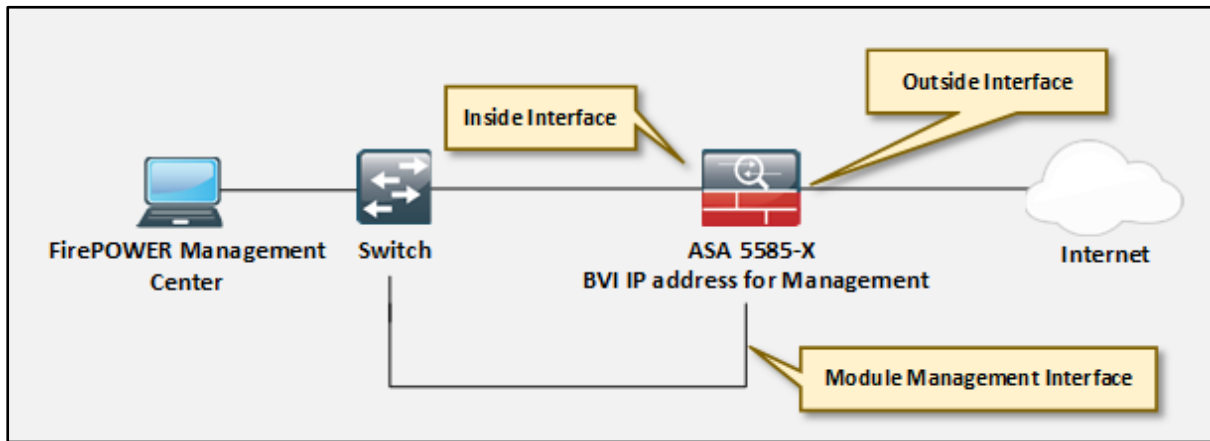 Outside Interface
Inside Interface
FirePOWER Management
Center
Switch
ASA 5585-X
BVI IP address for Management
Internet
Module Management Interface